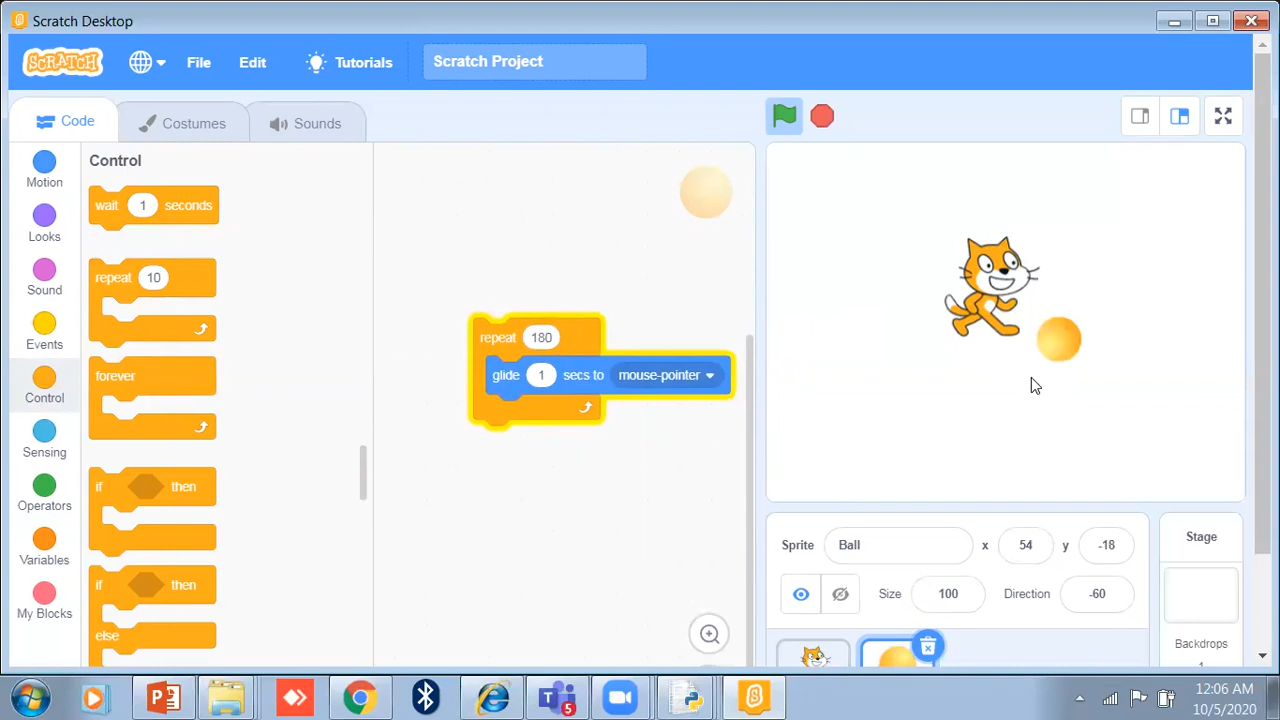 Scratch Desktop
SCRATCH
File
Edit
Tutorials
Scratch Project
Code
Costumes
Sounds
Motion
Looks
Sound
Events
Control
Sensing
Operators
Variables
My Blocks
Control
wait 1 seconds
repeat 10
forever
if then
if then
else
repeat 180
glide 1 secs to mouse-pointer
Sprite Ball x 54 y -18
Size 100 Direction -60
Stage
Backdrops
1
5
12:06 AM
10/5/2020